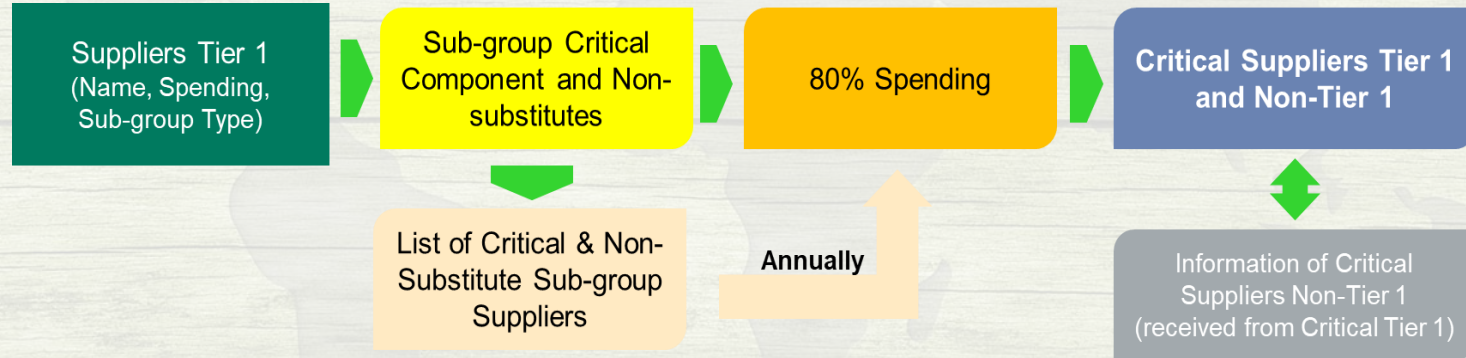 Suppliers Tier 1
(Name, Spending,
Sub-group Type)
Sub-group Critical
Component and Non-
substitutes
80% Spending
Critical Suppliers Tier 1
and Non-Tier 1
List of Critical & Non-
Substitute Sub-group
Suppliers
Annually
Information of Critical
Suppliers Non-Tier 1
(received from Critical Tier 1)